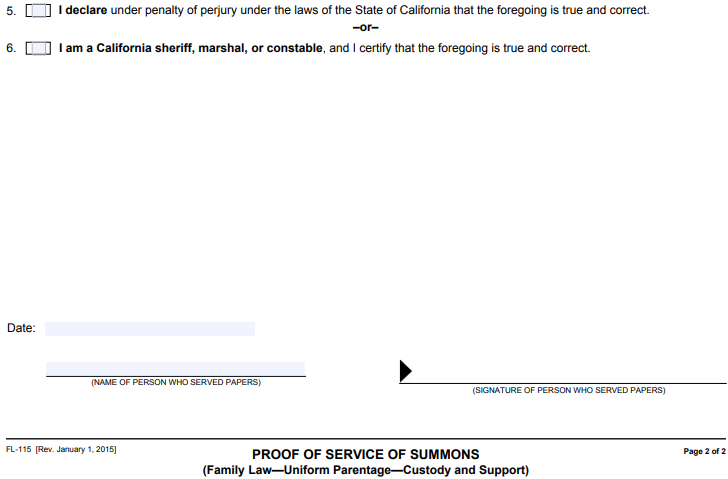 5. I declare under penalty of perjury under the laws of the State of California that the foregoing is true and correct.
–or–
6. I am a California sheriff, marshal, or constable, and I certify that the foregoing is true and correct.
Date:
(NAME OF PERSON WHO SERVED PAPERS)
(SIGNATURE OF PERSON WHO SERVED PAPERS)
FL-115 [Rev. January 1, 2015]
PROOF OF SERVICE OF SUMMONS
Page 2 of 2
(Family Law—Uniform Parentage—Custody and Support)